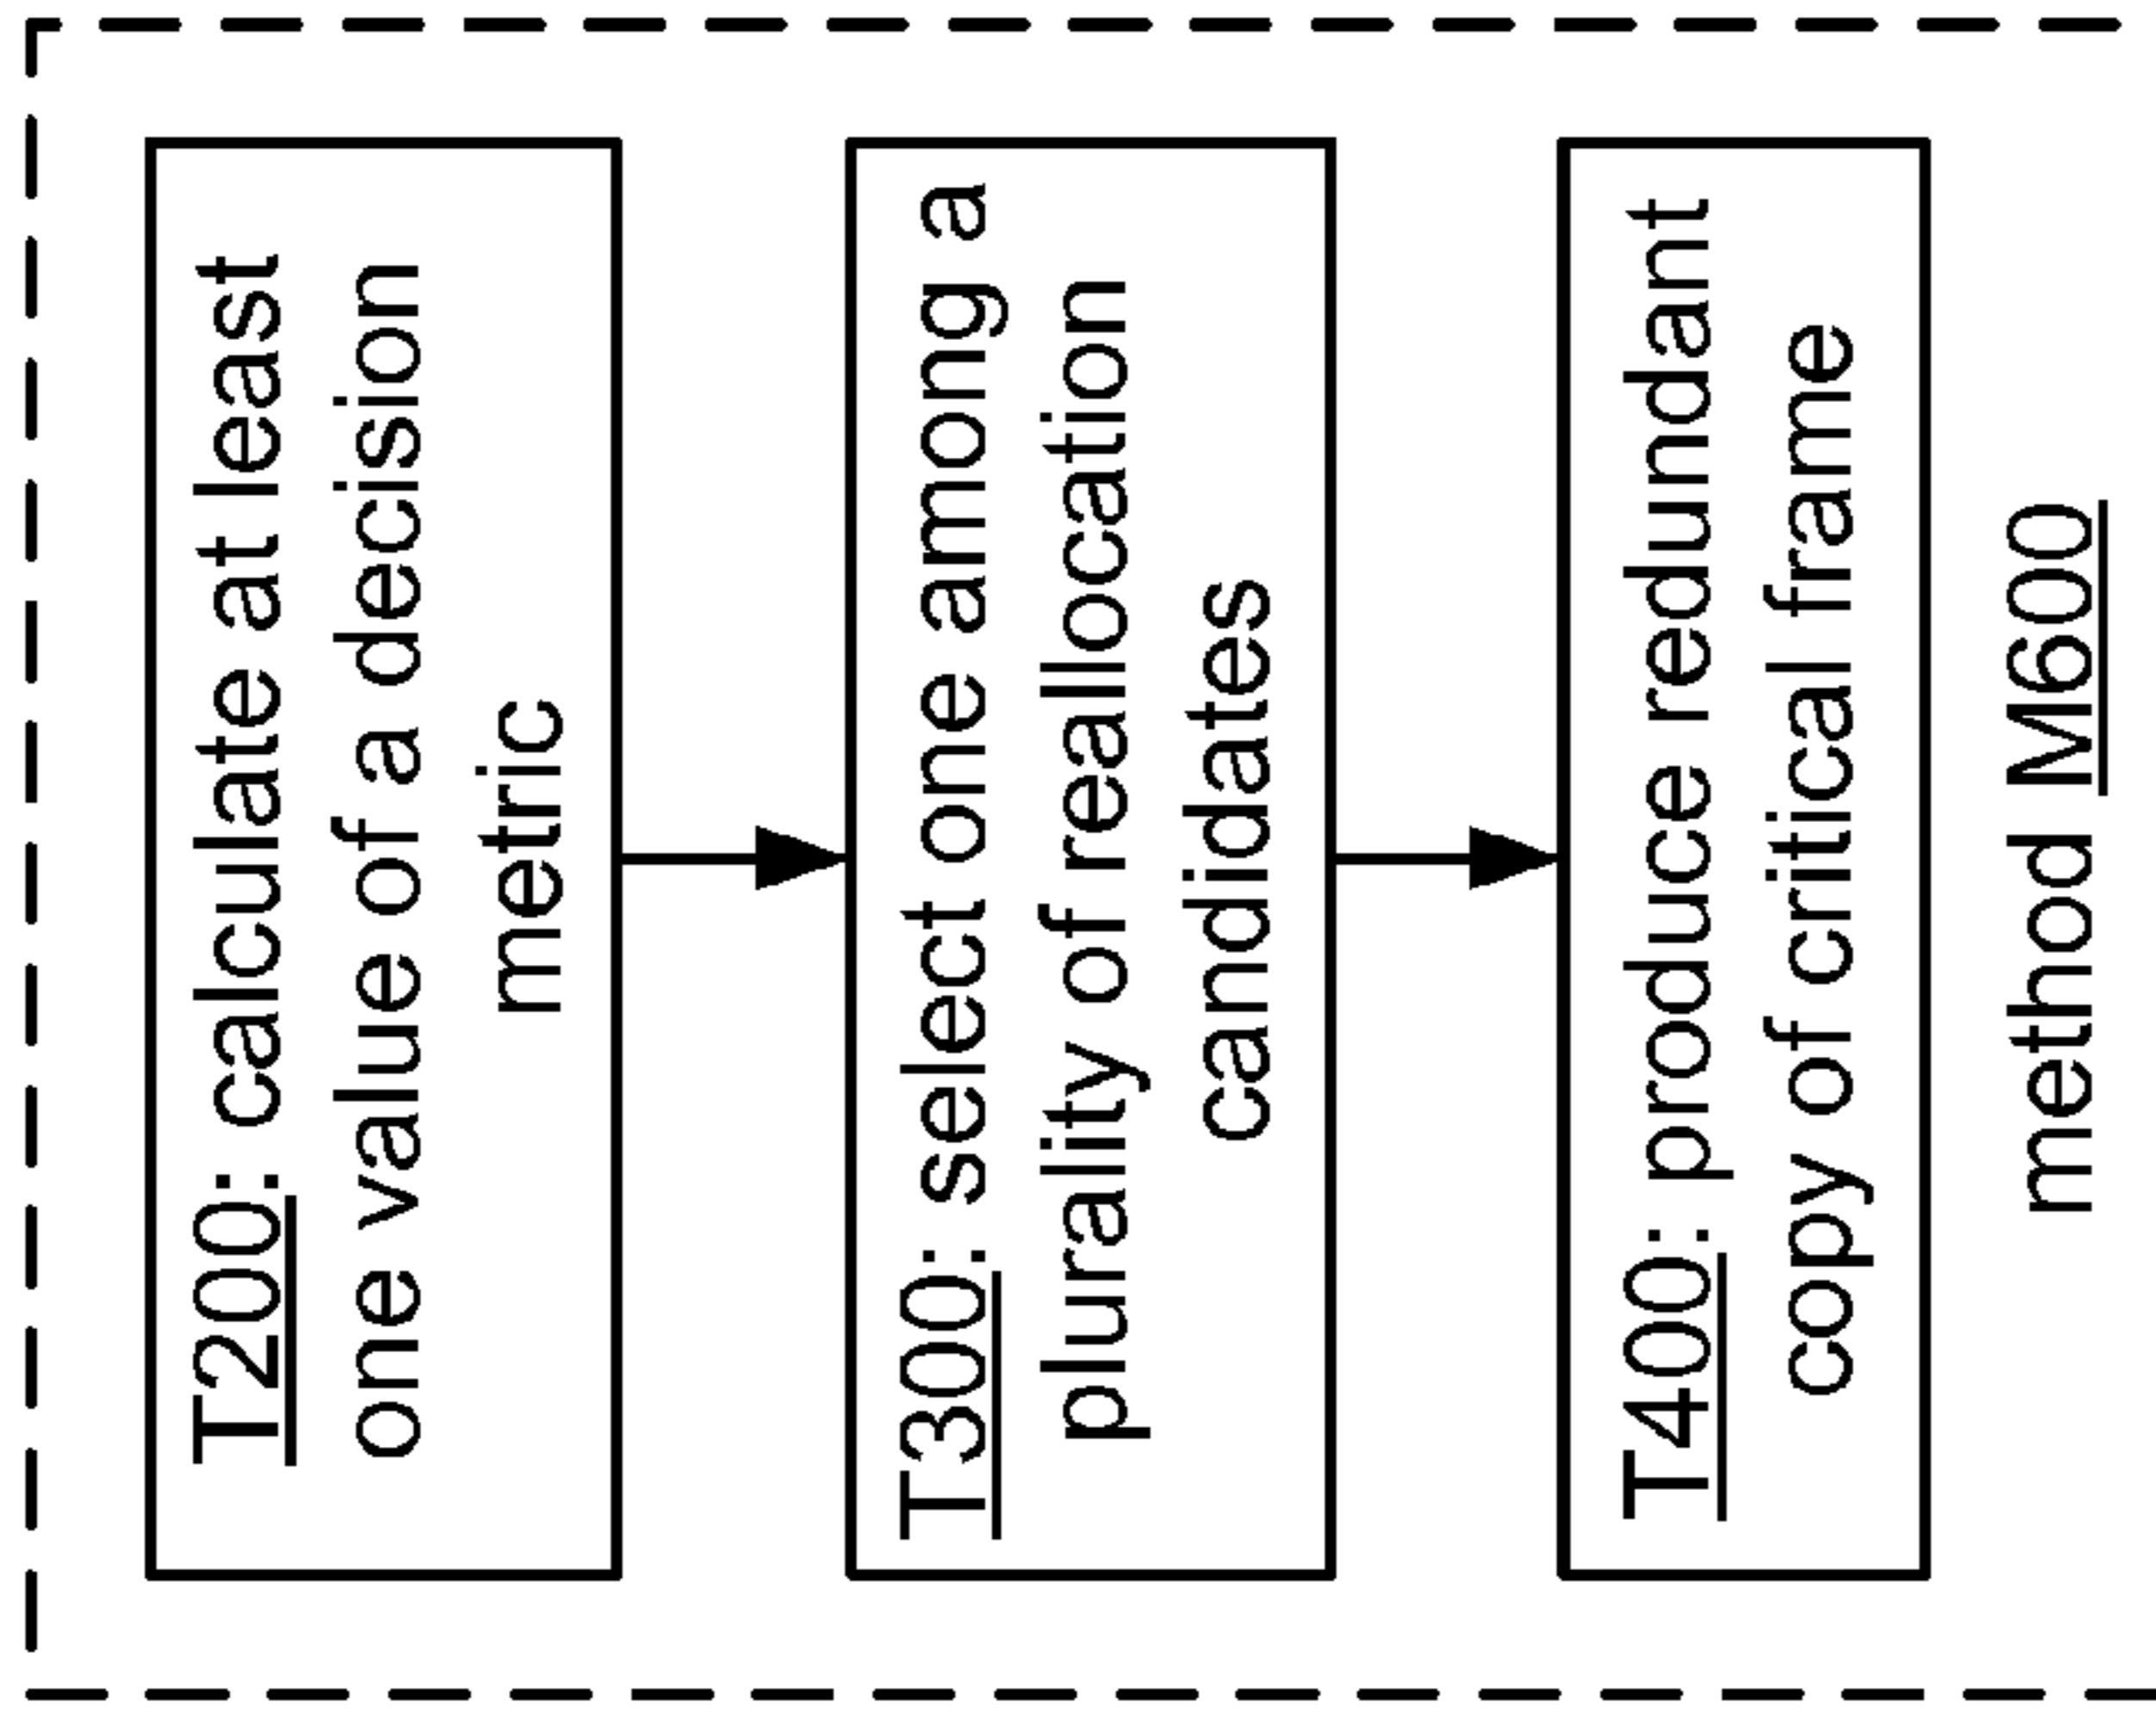 T200: calculate at least
one value of a decision
metric
T300: select one among a
plurality of reallocation
candidates
T400: produce redundant
copy of critical frame
method M600